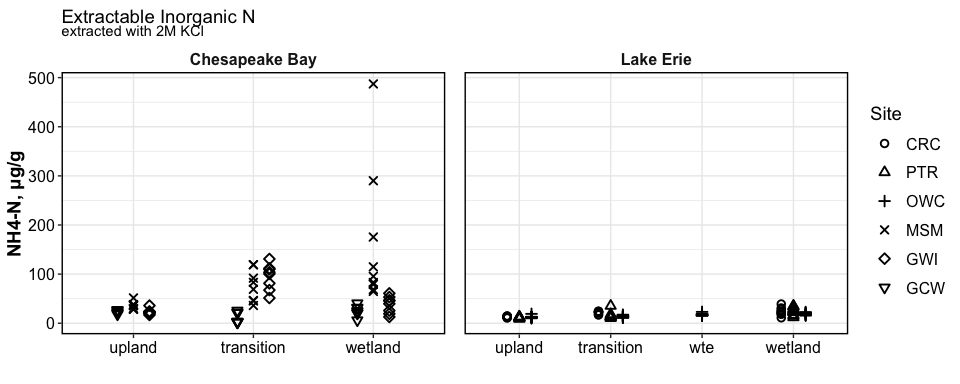 Extractable Inorganic N
extracted with 2M KCl
Chesapeake Bay
Lake Erie
NH4-N, μg/g
500
400
300
200
100
0
upland transition wetland
upland transition wte wetland
Site
CRC
PTR
OWC
MSM
GWI
GCW